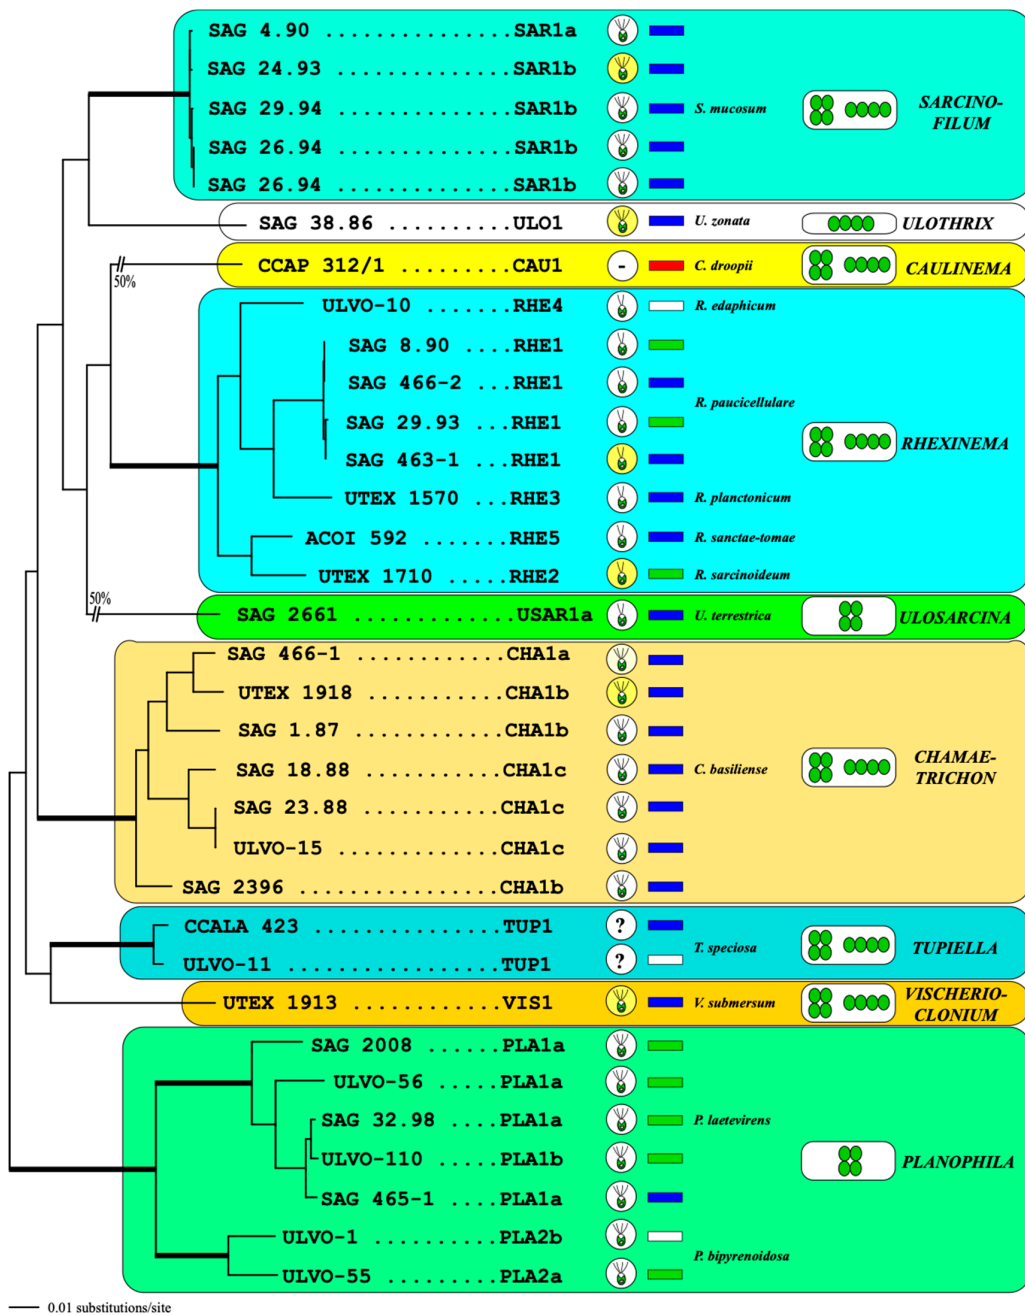 SAG 4.90 ..............SAR1a
SAG 24.93 .............SAR1b
SAG 29.94 .............SAR1b
S. mucosum
SARCINO-
FILUM
SAG 26.94 .............SAR1b
SAG 26.94 .............SAR1b
SAG 38.86 ..........ULO1
U. zonata
ULOTHRIX
50%
CCAP 312/1 .........CAU1
-
C. droopii
CAULINEMA
ULVO-10 .......RHE4
R. edaphicum
SAG 8.90 ....RHE1
SAG 466-2 ...RHE1
R. paucicellulare
SAG 29.93 ...RHE1
RHEXINEMA
SAG 463-1 ...RHE1
UTEX 1570 ...RHE3
R. planctonicum
ACOI 592 ......RHE5
R. sanctae-tomae
UTEX 1710 .....RHE2
R. sarcinoideum
50%
SAG 2661 ............USAR1a
U. terrestrica
ULOSARCINA
SAG 466-1 ............CHA1a
UTEX 1918 ...........CHA1b
SAG 1.87 ............CHA1b
SAG 18.88 ...........CHA1c
C. basiliense
CHAMAE-
TRICHON
SAG 23.88 ...........CHA1c
ULVO-15 .............CHA1c
SAG 2396 ...............CHA1b
CCALA 423 ..............TUP1
?
T. speciosa
TUPIELLA
ULVO-11 ................TUP1
?
UTEX 1913 ............VIS1
V. submersum
VISCHERIO-
CLONIUM
SAG 2008 ......PLA1a
ULVO-56 .....PLA1a
SAG 32.98 ....PLA1a
P. laetevirens
ULVO-110 .....PLA1b
PLANOPHILA
SAG 465-1 ....PLA1a
ULVO-1 .........PLA2b
P. bipyrenoidosa
ULVO-55 ........PLA2a
0.01 substitutions/site